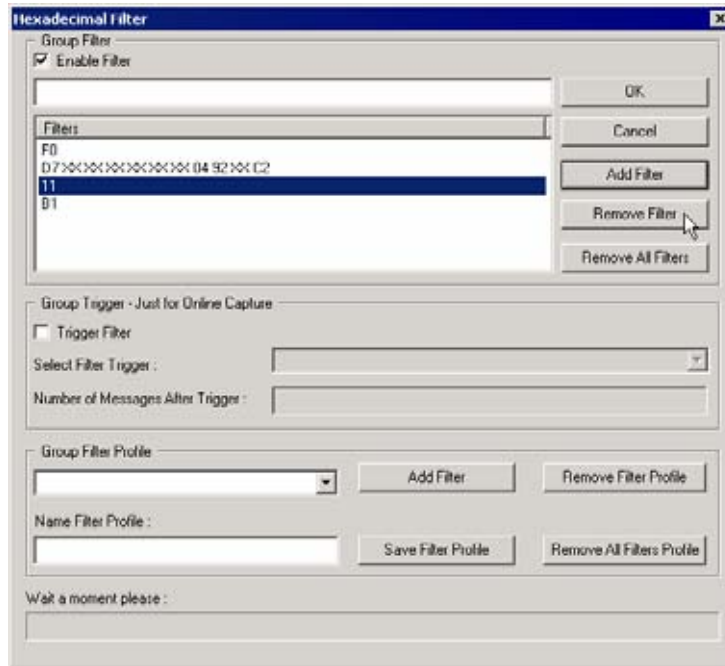 Hexadecimal Filter
Group Filter
Enable Filter
OK
Filters
Cancel
F0
D7 XX XX XX XX XX XX XX 04 92 XX C2
Add Filter
11
B1
Remove Filter
Remove All Filters
Group Trigger - Just for Online Capture
Trigger Filter
Select Filter Trigger :
Number of Messages After Trigger :
Group Filter Profile
Add Filter
Remove Filter Profile
Name Filter Profile :
Save Filter Profile
Remove All Filters Profile
Wait a moment please :